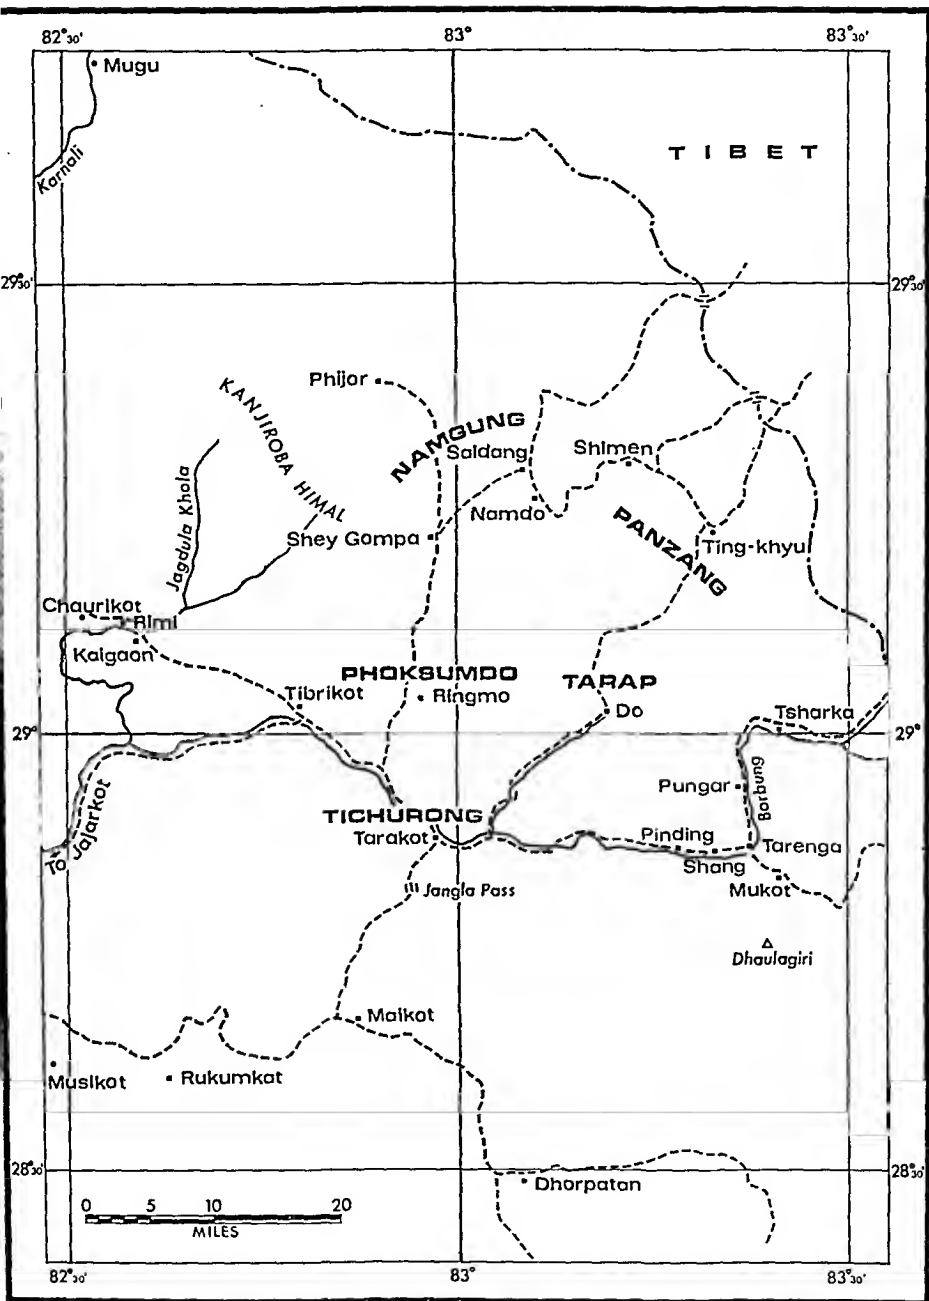 82°30'
83°
83°30'
Mugu
TIBET
Karnali
29°30'
29°30'
Phijor
KANJIROBA HIMAL
NAMGUNG
Saldang
Shimen
Jagdula Khola
Namdo
Shey Gompa
PANZANG
Ting-khyu
Chaurikot
Rimi
Kaigaon
PHOKSUMDO
TARAP
Tibrikot
Ringmo
Do
Tsharka
29°
29°
Pungar
Barbung
TICHURONG
To Jajarkot
Tarakot
Pinding
Tarenga
Shang
Jangla Pass
Mukot
Dhaulagiri
Maikot
Musikot
Rukumkat
28°30'
28°30'
Dhorpatan
0 5 10 20
MILES
82°30'
83°
83°30'